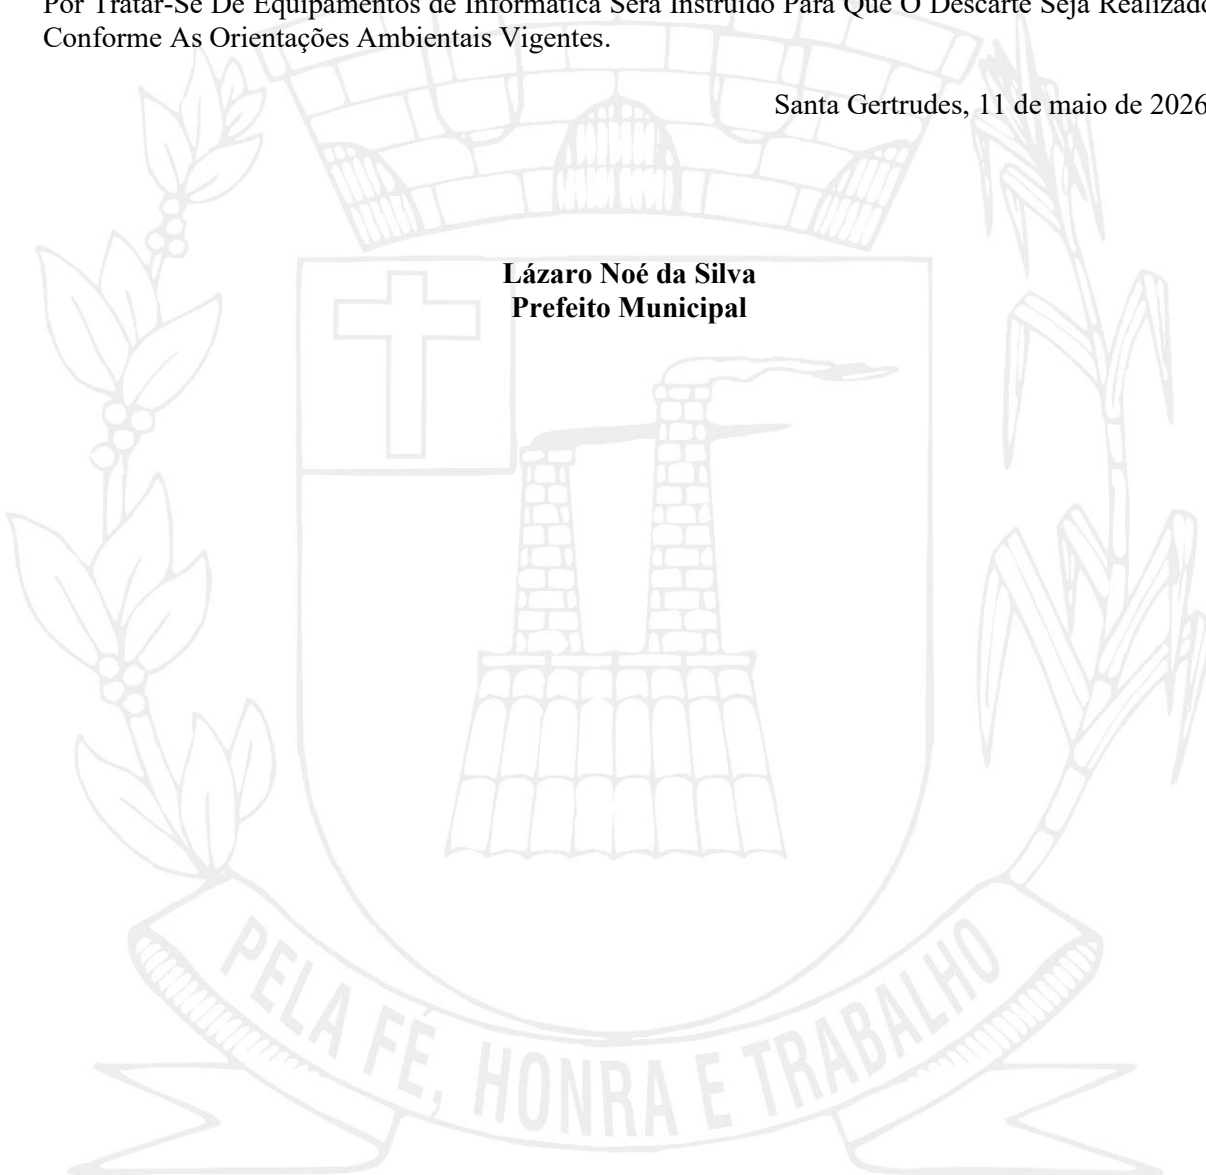 Por Tratar-Se De Equipamentos de Informática Será Instruído Para Que O Descarte Seja Realizado
Conforme As Orientações Ambientais Vigentes.
Santa Gertrudes, 11 de maio de 2026
Lázaro Noé da Silva
Prefeito Municipal
PELA FÉ, HONRA E TRABALHO